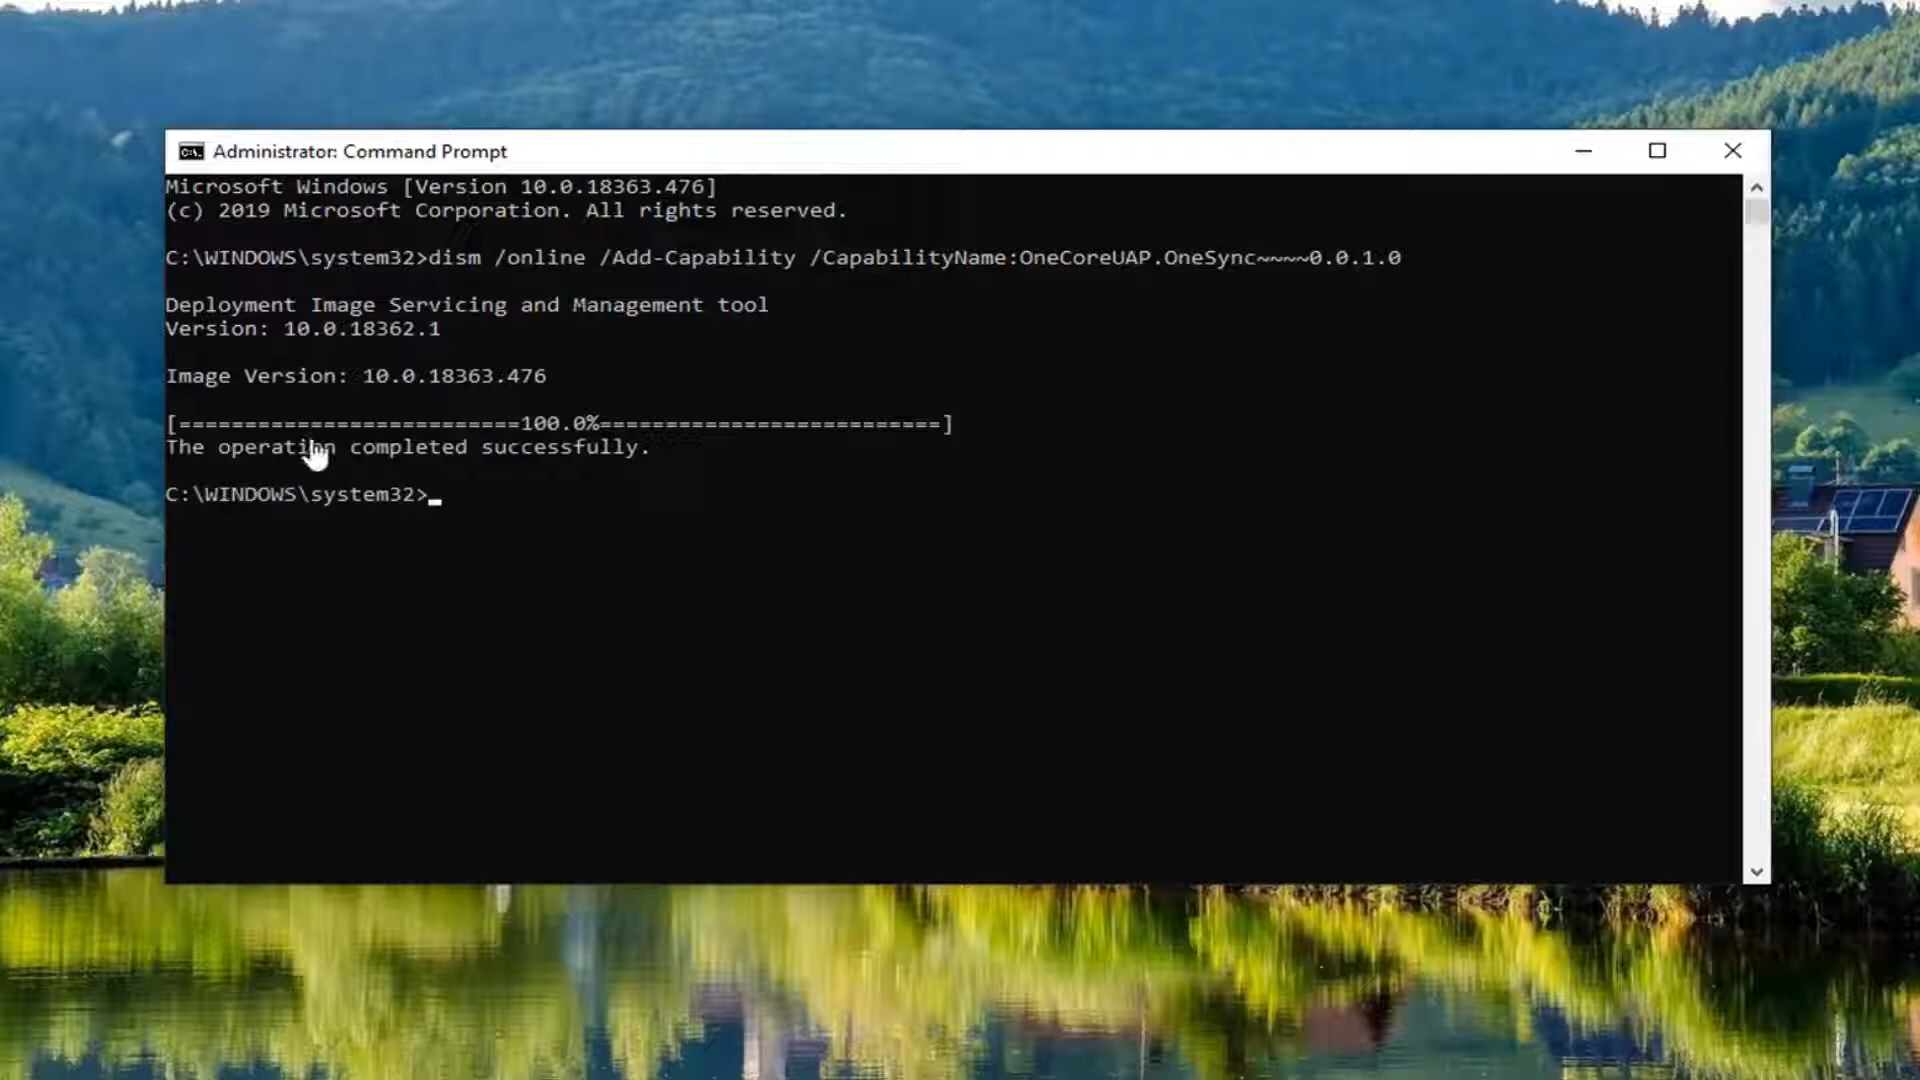 Administrator: Command Prompt
Microsoft Windows [Version 10.0.18363.476]
(c) 2019 Microsoft Corporation. All rights reserved.
C:\WINDOWS\system32>dism /online /Add-Capability /CapabilityName:OneCoreUAP.OneSync~~~~0.0.1.0
Deployment Image Servicing and Management tool
Version: 10.0.18362.1
Image Version: 10.0.18363.476
[==========================100.0%==========================]
The operation completed successfully.
C:\WINDOWS\system32>